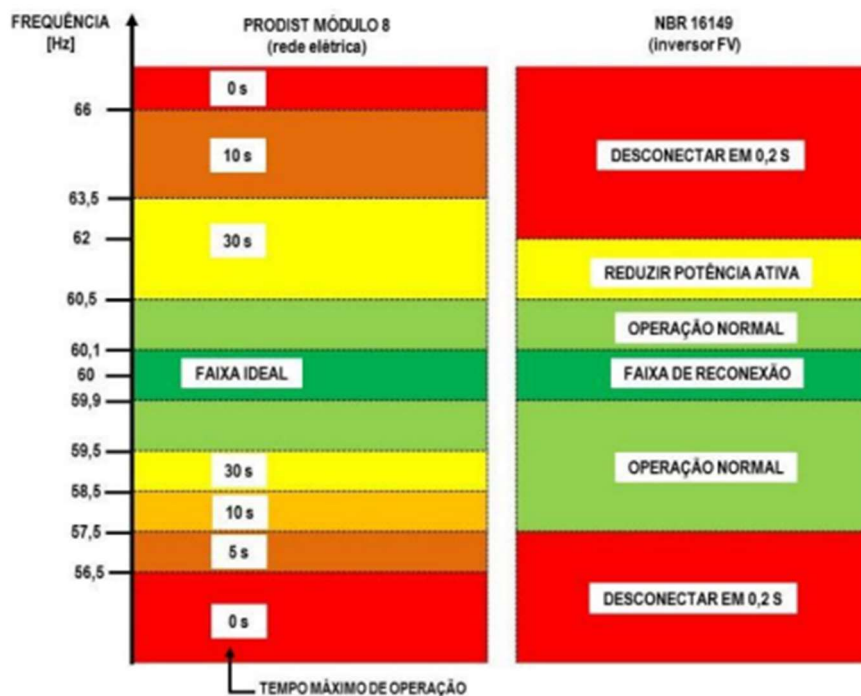 FREQUÊNCIA
[Hz]
PRODIST MÓDULO 8
(rede elétrica)
NBR 16149
(inversor FV)
0 s
66
10 s
DESCONECTAR EM 0,2 S
63,5
62
30 s
REDUZIR POTÊNCIA ATIVA
60,5
OPERAÇÃO NORMAL
60,1
60
FAIXA IDEAL
FAIXA DE RECONEXÃO
59,9
59,5
30 s
OPERAÇÃO NORMAL
58,5
10 s
57,5
5 s
56,5
DESCONECTAR EM 0,2 S
0 s
TEMPO MÁXIMO DE OPERAÇÃO